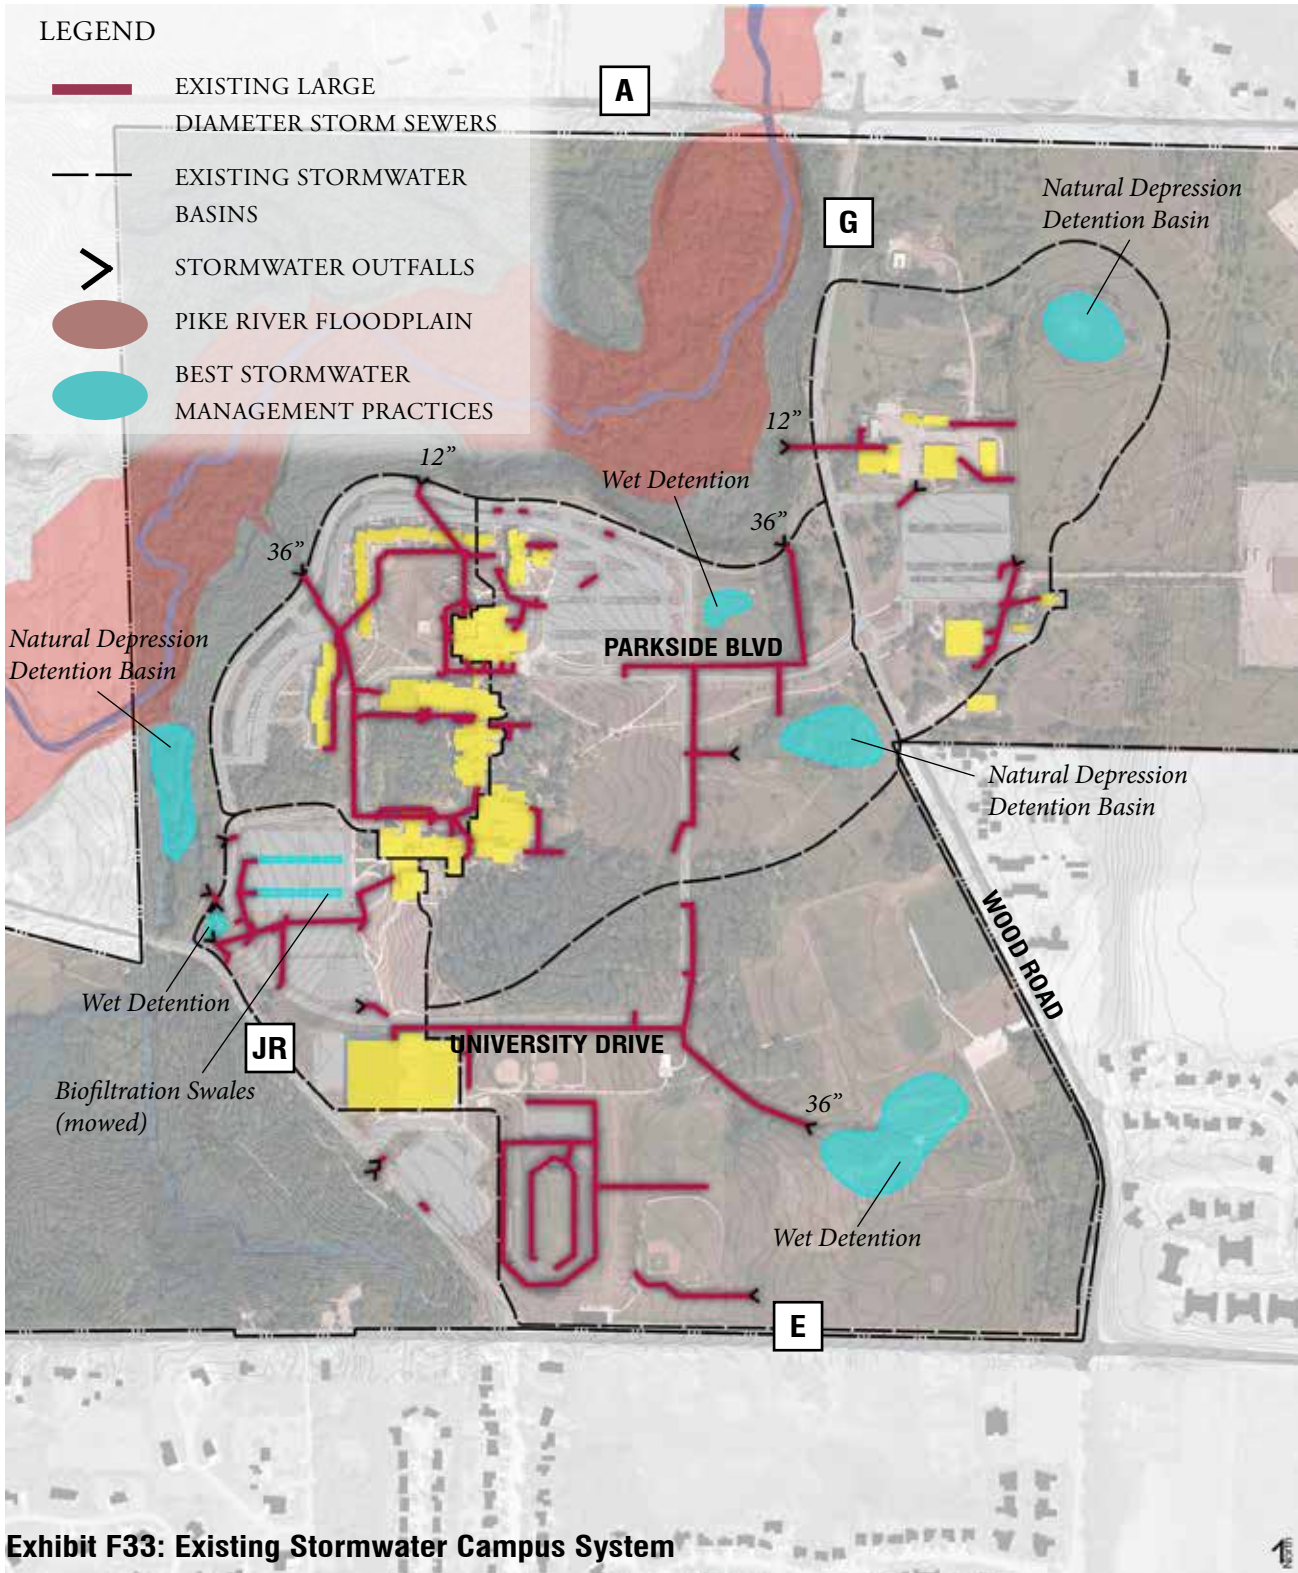 LEGEND
EXISTING LARGE
DIAMETER STORM SEWERS
EXISTING STORMWATER
BASINS
STORMWATER OUTFALLS
PIKE RIVER FLOODPLAIN
BEST STORMWATER
MANAGEMENT PRACTICES
A
G
Natural Depression
Detention Basin
12”
12”
Wet Detention
36”
36”
Natural Depression
Detention Basin
PARKSIDE BLVD
Natural Depression
Detention Basin
WOOD ROAD
Wet Detention
JR
UNIVERSITY DRIVE
Biofiltration Swales
(mowed)
36”
Wet Detention
E
Exhibit F33: Existing Stormwater Campus System
North